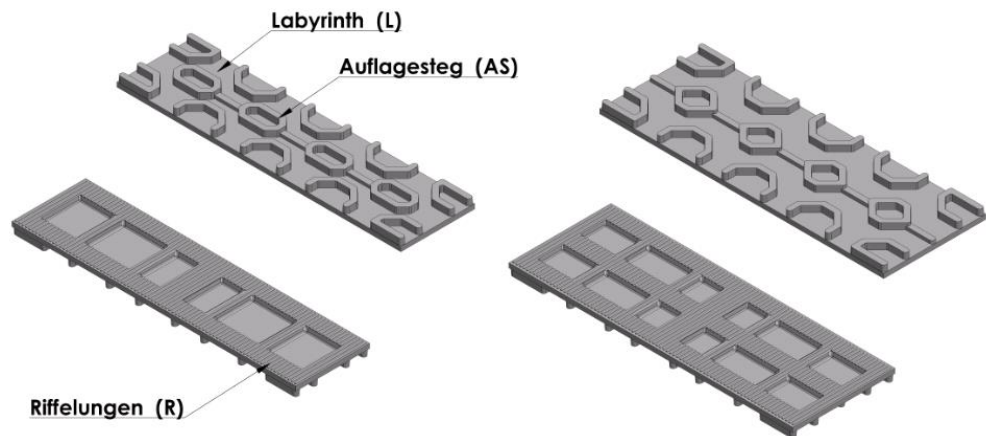 Labyrinth (L)
Auflagesteg (AS)
Riffelungen (R)